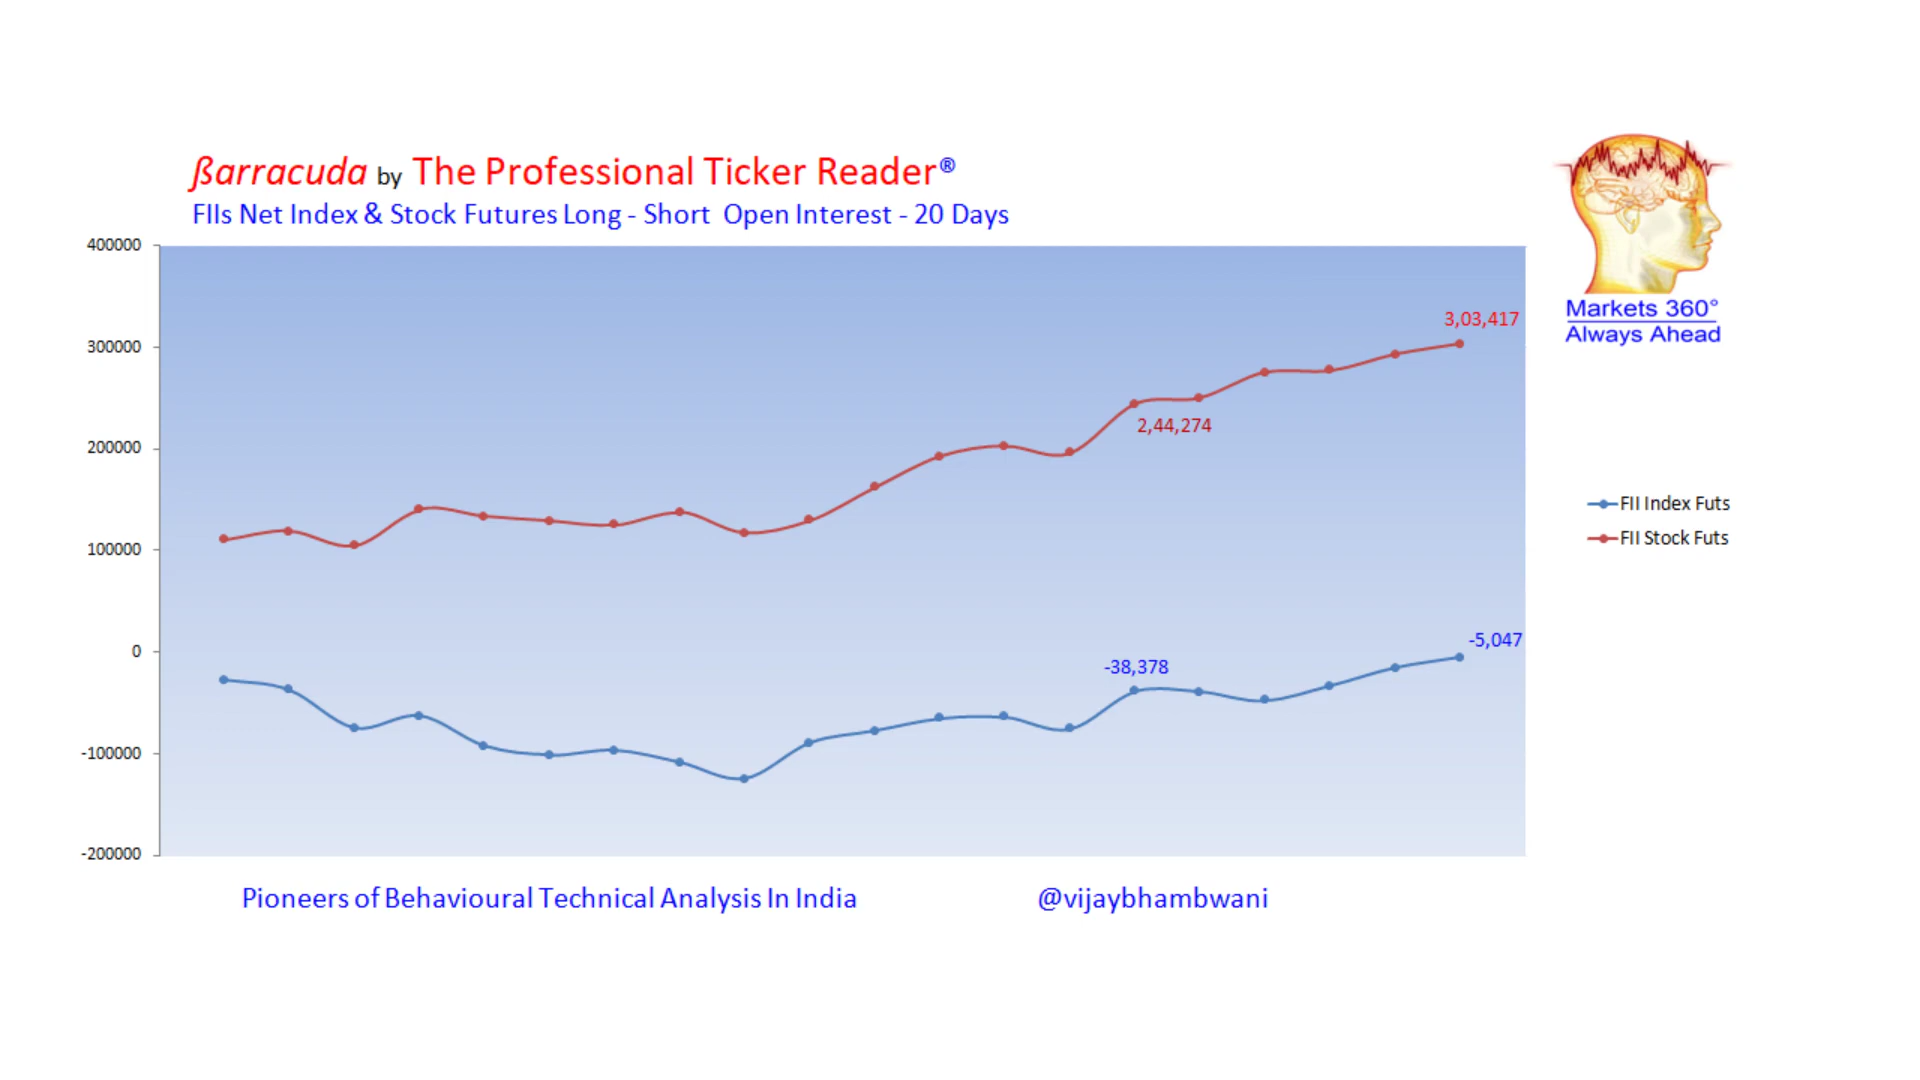 ßarracuda by The Professional Ticker Reader®
FIIs Net Index & Stock Futures Long - Short Open Interest - 20 Days
400000
300000
200000
100000
0
-100000
-200000
3,03,417
2,44,274
-5,047
-38,378
Markets 360°
Always Ahead
FII Index Futs
FII Stock Futs
Pioneers of Behavioural Technical Analysis In India
@vijaybhambwani